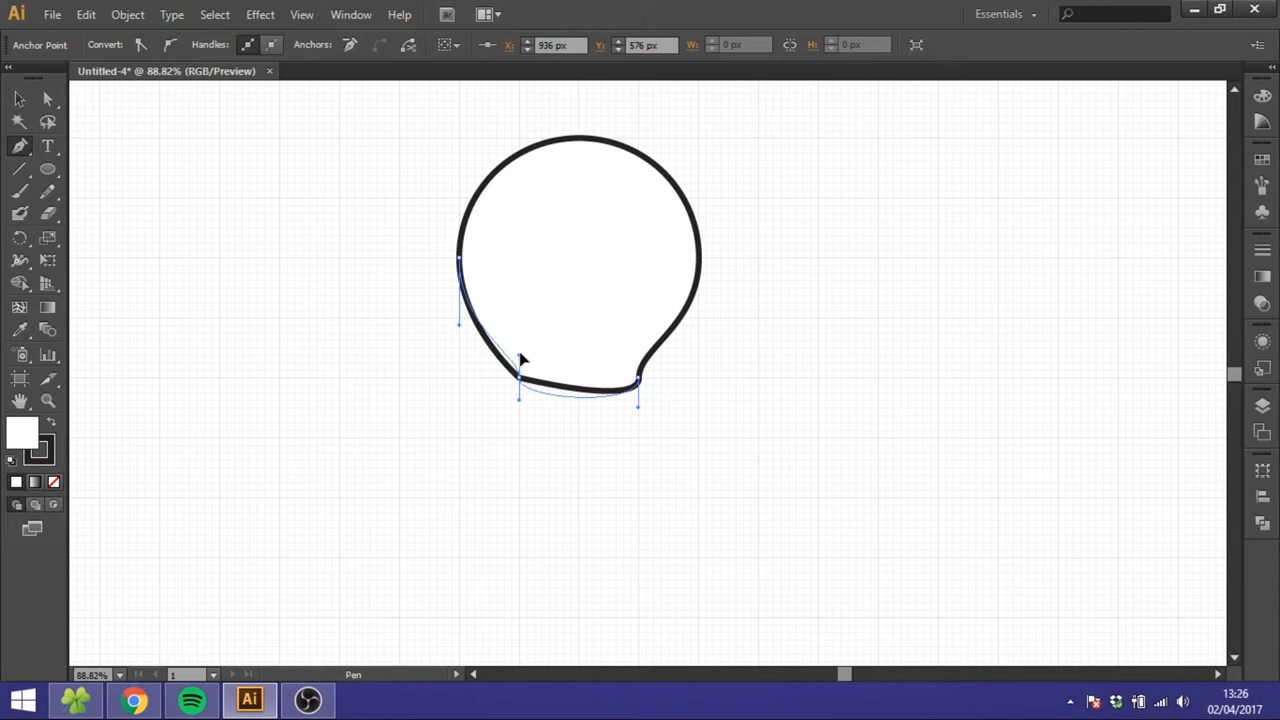 Ai File Edit Object Type Select Effect View Window Help Br Essentials
Anchor Point Convert: Handles: Anchors: X: 936 px Y: 576 px W: 0 px H: 0 px
Untitled-4* @ 88.82% (RGB/Preview) ×
T
88.82% 1 Pen
Ai 13:26
02/04/2017